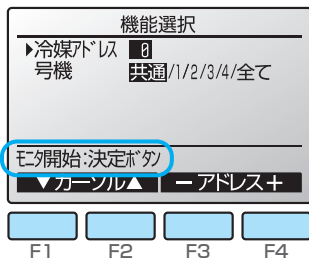 機能選択
▶冷媒ｱﾄﾞﾚｽ 0
号機 共通/1/2/3/4/全て
ﾓﾆﾀ開始:決定ﾎﾞﾀﾝ
▼カーソル▲ －アドレス＋
F1 F2 F3 F4